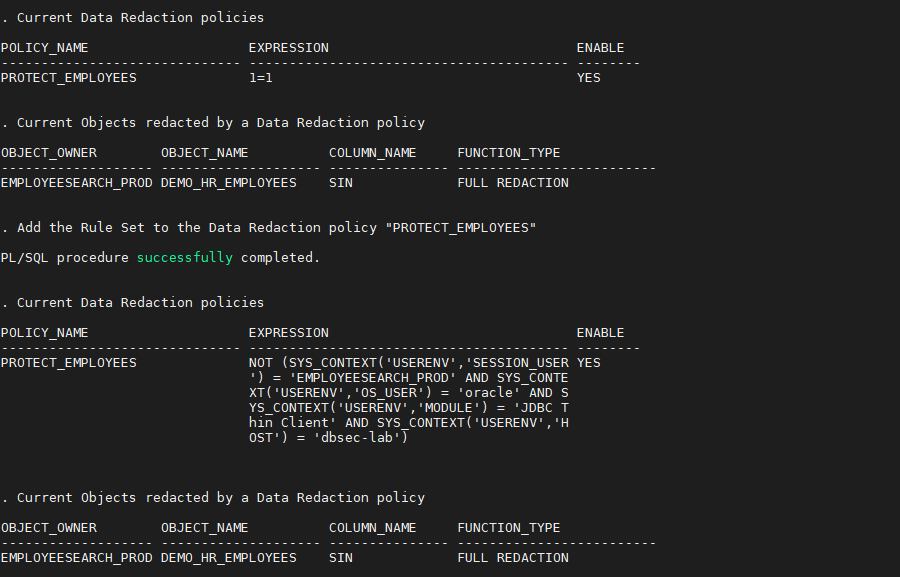 . Current Data Redaction policies
POLICY_NAME                    EXPRESSION                               ENABLE
------------------------------ ---------------------------------------- --------
PROTECT_EMPLOYEES              1=1                                      YES
. Current Objects redacted by a Data Redaction policy
OBJECT_OWNER        OBJECT_NAME          COLUMN_NAME     FUNCTION_TYPE
------------------- -------------------- --------------- -------------------------
EMPLOYEESEARCH_PROD DEMO_HR_EMPLOYEES    SIN             FULL REDACTION
. Add the Rule Set to the Data Redaction policy "PROTECT_EMPLOYEES"
PL/SQL procedure successfully completed.
. Current Data Redaction policies
POLICY_NAME                    EXPRESSION                               ENABLE
------------------------------ ---------------------------------------- --------
PROTECT_EMPLOYEES              NOT (SYS_CONTEXT('USERENV','SESSION_USER YES
                               ') = 'EMPLOYEESEARCH_PROD' AND SYS_CONTE
                               XT('USERENV','OS_USER') = 'oracle' AND S
                               YS_CONTEXT('USERENV','MODULE') = 'JDBC T
                               hin Client' AND SYS_CONTEXT('USERENV','H
                               OST') = 'dbsec-lab')
. Current Objects redacted by a Data Redaction policy
OBJECT_OWNER        OBJECT_NAME          COLUMN_NAME     FUNCTION_TYPE
------------------- -------------------- --------------- -------------------------
EMPLOYEESEARCH_PROD DEMO_HR_EMPLOYEES    SIN             FULL REDACTION